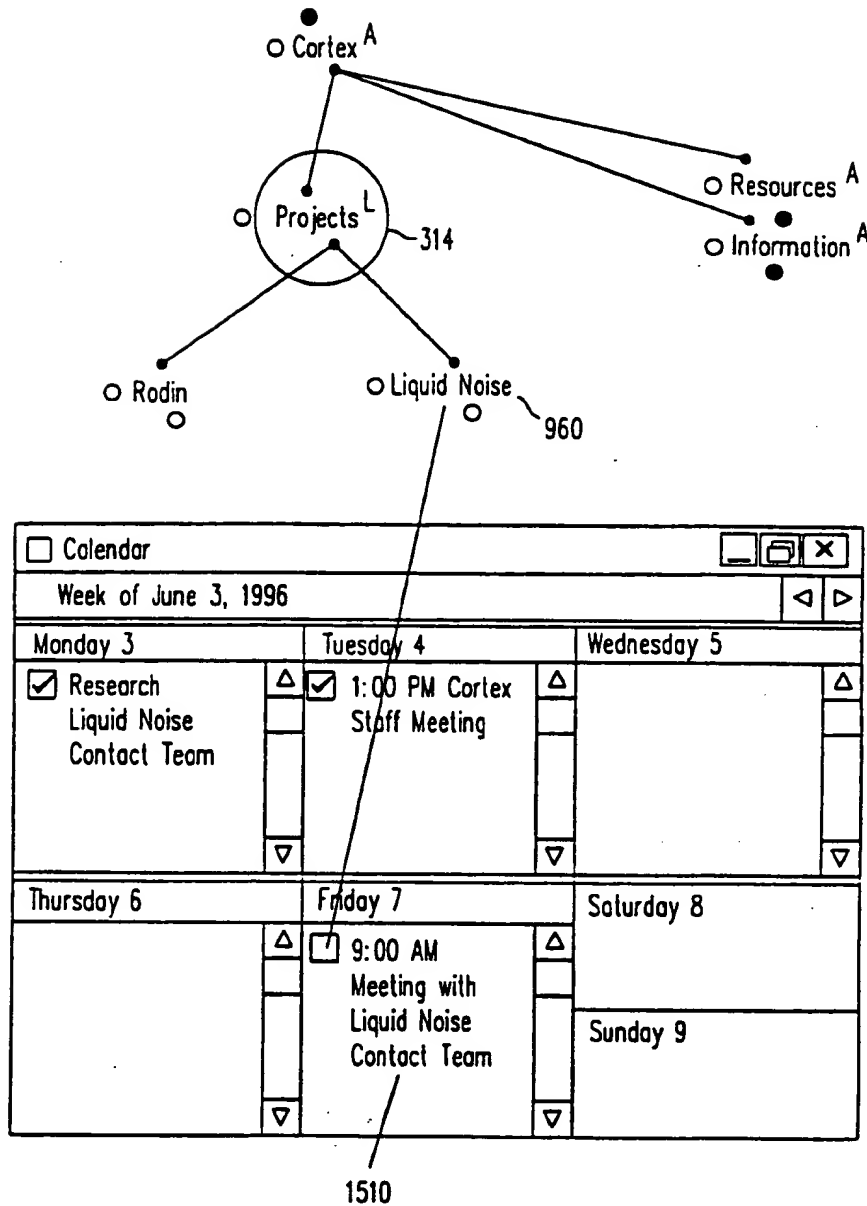 Cortex A
Resources A
Projects L
314
Information A
Rodin
Liquid Noise
960
Calendar
Week of June 3, 1996
Monday 3
Tuesday 4
Wednesday 5
Research
Liquid Noise
Contact Team
1:00 PM Cortex
Staff Meeting
Thursday 6
Friday 7
Saturday 8
9:00 AM
Meeting with
Liquid Noise
Contact Team
Sunday 9
1510